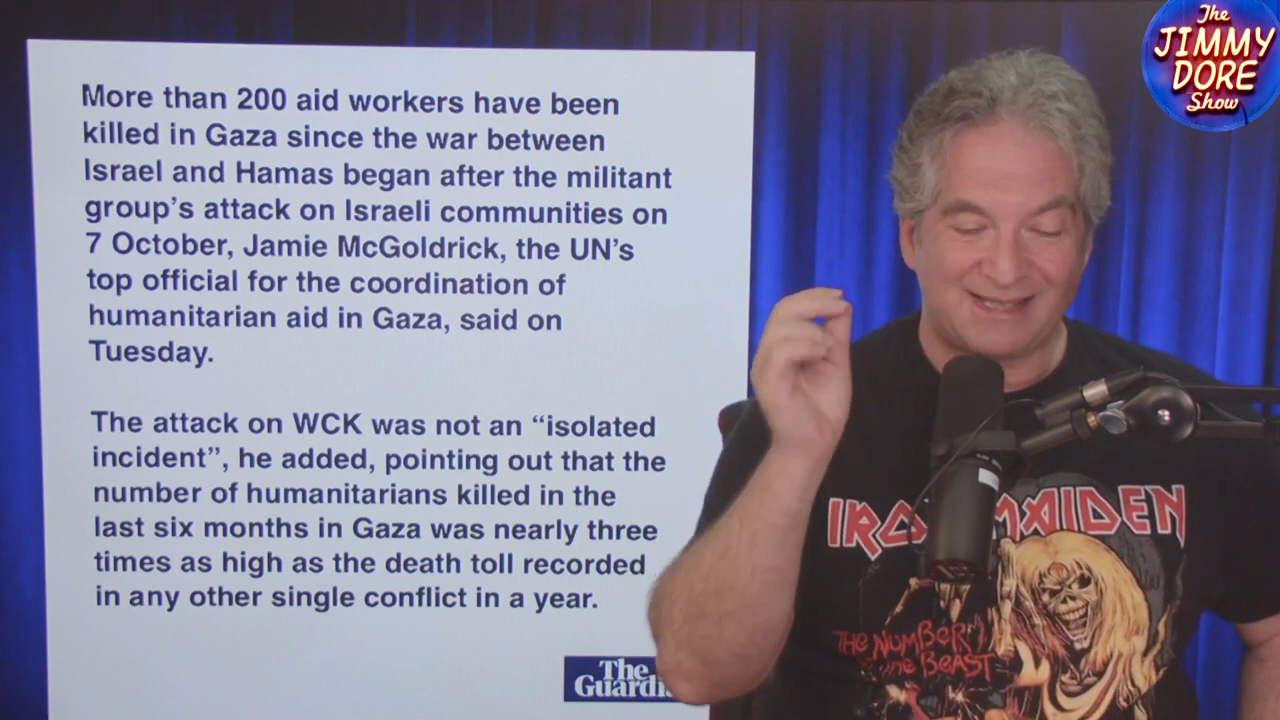 More than 200 aid workers have been
killed in Gaza since the war between
Israel and Hamas began after the militant
group's attack on Israeli communities on
7 October, Jamie McGoldrick, the UN's
top official for the coordination of
humanitarian aid in Gaza, said on
Tuesday.
The attack on WCK was not an “isolated
incident”, he added, pointing out that the
number of humanitarians killed in the
last six months in Gaza was nearly three
times as high as the death toll recorded
in any other single conflict in a year.
The
JIMMY
DORE
Show
MAIDEN
THE NUMBER
the BEAST
The